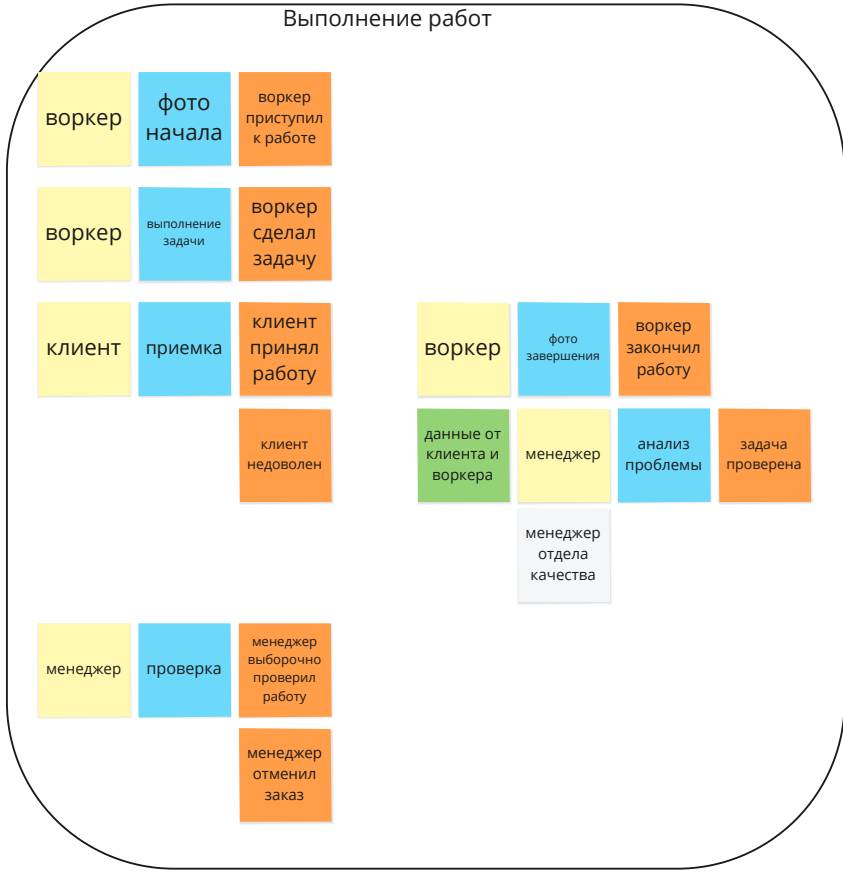 Выполнение работ
воркер
фото
начала
воркер
приступил
к работе
воркер
выполнение
задачи
воркер
сделал
задачу
клиент
приемка
клиент
принял
работу
воркер
фото
завершения
воркер
закончил
работу
клиент
недоволен
данные от
клиента и
воркера
менеджер
анализ
проблемы
задача
проверена
менеджер
отдела
качества
менеджер
проверка
менеджер
выборочно
проверил
работу
менеджер
отменил
заказ